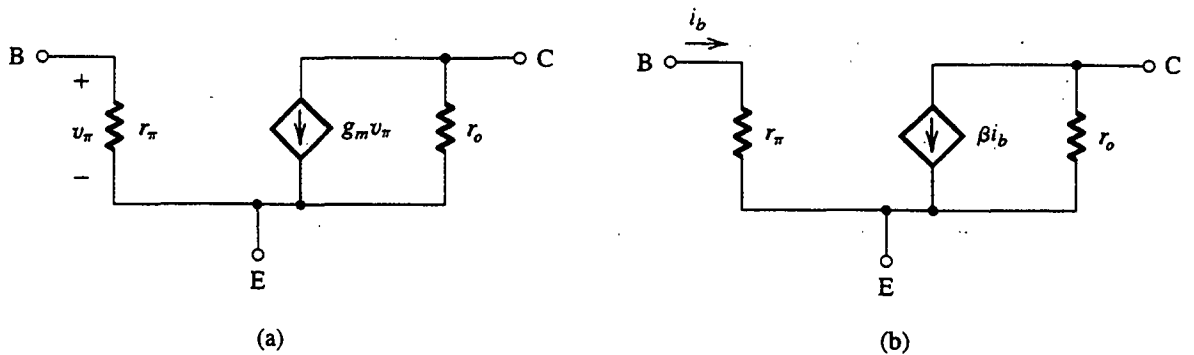 B
+
v_π
−
r_π
g_m v_π
r_o
C
E
(a)
i_b
B
r_π
βi_b
r_o
C
E
(b)